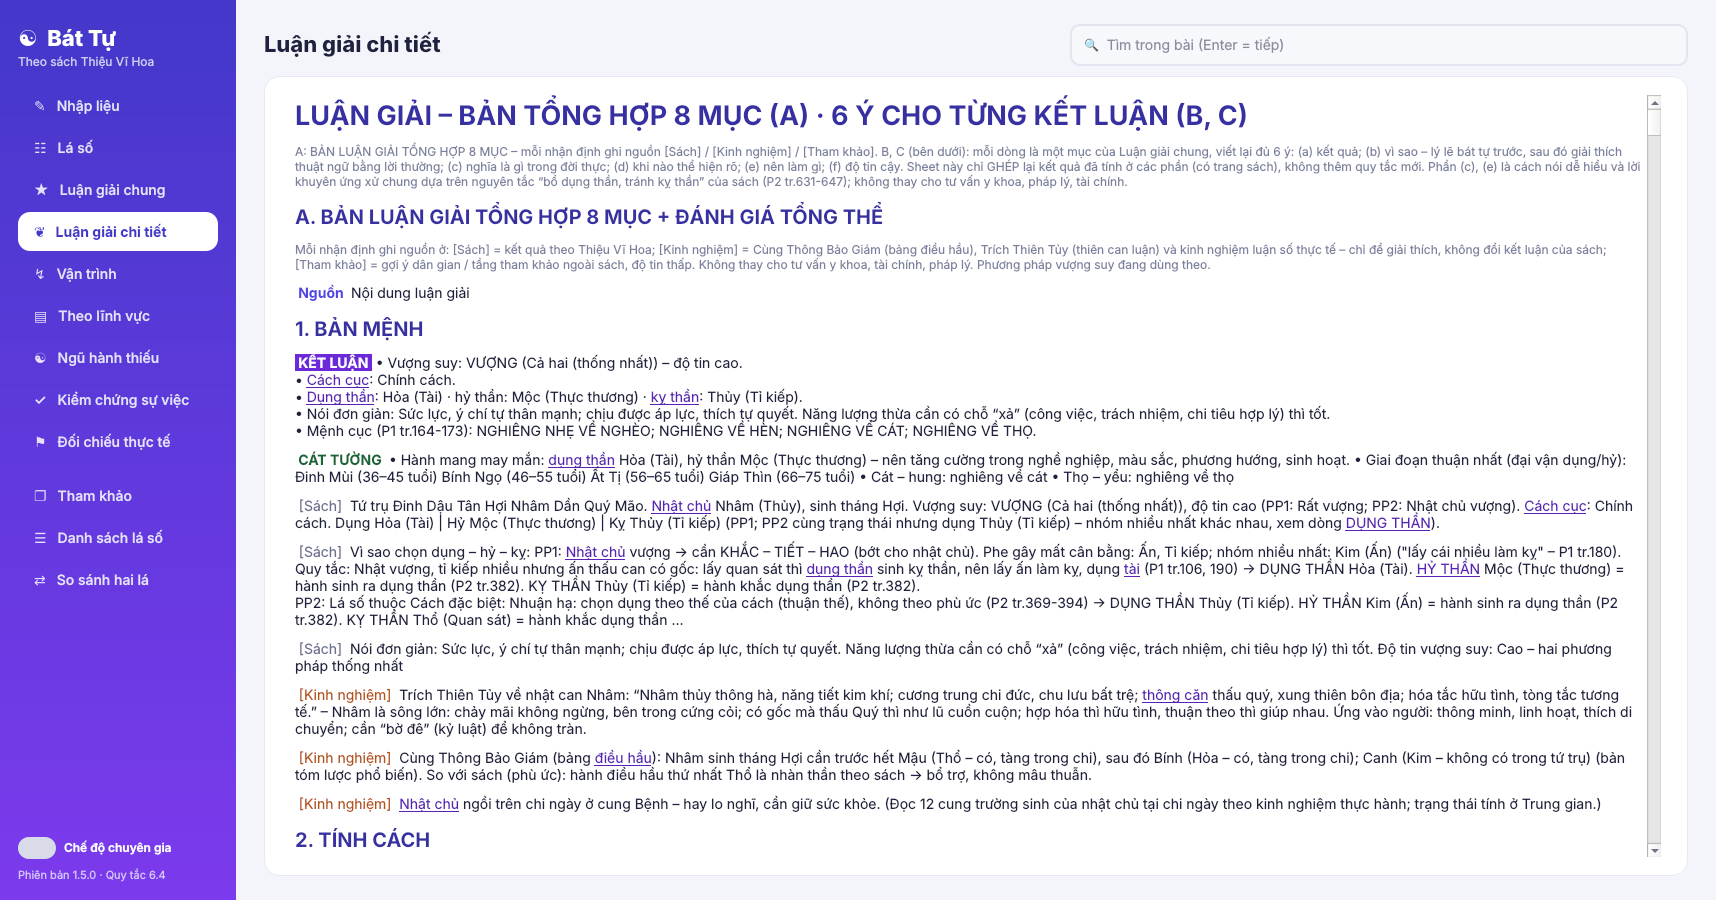 ☯ Bát Tự
Theo sách Thiệu Vĩ Hoa
Nhập liệu
Lá số
Luận giải chung
Luận giải chi tiết
Vận trình
Theo lĩnh vực
Ngũ hành thiếu
Kiểm chứng sự việc
Đối chiếu thực tế
Tham khảo
Danh sách lá số
So sánh hai lá
Chế độ chuyên gia
Phiên bản 1.5.0 · Quy tắc 6.4
Luận giải chi tiết
Tìm trong bài (Enter = tiếp)
LUẬN GIẢI – BẢN TỔNG HỢP 8 MỤC (A) · 6 Ý CHO TỪNG KẾT LUẬN (B, C)
A: BẢN LUẬN GIẢI TỔNG HỢP 8 MỤC – mỗi nhận định ghi nguồn [Sách] / [Kinh nghiệm] / [Tham khảo]. B, C (bên dưới): mỗi dòng là một mục của Luận giải chung, viết lại đủ 6 ý: (a) kết quả; (b) vì sao – lý lẽ bát tự trước, sau đó giải thích
thuật ngữ bằng lời thường; (c) nghĩa là gì trong đời thực; (d) khi nào thể hiện rõ; (e) nên làm gì; (f) độ tin cậy. Sheet này chỉ GHÉP lại kết quả đã tính ở các phần (có trang sách), không thêm quy tắc mới. Phần (c), (e) là cách nói dễ hiểu và lời
khuyên ứng xử chung dựa trên nguyên tắc “bổ dụng thần, tránh kỵ thần” của sách (P2 tr.631-647); không thay cho tư vấn y khoa, pháp lý, tài chính.
A. BẢN LUẬN GIẢI TỔNG HỢP 8 MỤC + ĐÁNH GIÁ TỔNG THỂ
Mỗi nhận định ghi nguồn ở: [Sách] = kết quả theo Thiệu Vĩ Hoa; [Kinh nghiệm] = Cùng Thông Bảo Giám (bảng điều hầu), Trích Thiên Tủy (thiên can luận) và kinh nghiệm luận số thực tế – chỉ để giải thích, không đổi kết luận của sách;
[Tham khảo] = gợi ý dân gian / tầng tham khảo ngoài sách, độ tin thấp. Không thay cho tư vấn y khoa, tài chính, pháp lý. Phương pháp vượng suy đang dùng theo.
Nguồn Nội dung luận giải
1. BẢN MỆNH
KẾT LUẬN • Vượng suy: VƯỢNG (Cả hai (thống nhất)) – độ tin cao.
• Cách cục: Chính cách.
• Dụng thần: Hỏa (Tài) · hỷ thần: Mộc (Thực thương) · kỵ thần: Thủy (Tỉ kiếp).
• Nói đơn giản: Sức lực, ý chí tự thân mạnh; chịu được áp lực, thích tự quyết. Năng lượng thừa cần có chỗ “xả” (công việc, trách nhiệm, chi tiêu hợp lý) thì tốt.
• Mệnh cục (P1 tr.164-173): NGHIÊNG NHẸ VỀ NGHÈO; NGHIÊNG VỀ HÈN; NGHIÊNG VỀ CÁT; NGHIÊNG VỀ THỌ.
CÁT TƯỜNG • Hành mang may mắn: dụng thần Hỏa (Tài), hỷ thần Mộc (Thực thương) – nên tăng cường trong nghề nghiệp, màu sắc, phương hướng, sinh hoạt. • Giai đoạn thuận nhất (đại vận dụng/hỷ):
Đinh Mùi (36–45 tuổi) Bính Ngọ (46–55 tuổi) Ất Tị (56–65 tuổi) Giáp Thìn (66–75 tuổi) • Cát – hung: nghiêng về cát • Thọ – yểu: nghiêng về thọ
[Sách] Tứ trụ Đinh Dậu Tân Hợi Nhâm Dần Quý Mão. Nhật chủ Nhâm (Thủy), sinh tháng Hợi. Vượng suy: VƯỢNG (Cả hai (thống nhất)), độ tin cao (PP1: Rất vượng; PP2: Nhật chủ vượng). Cách cục: Chính
cách. Dụng Hỏa (Tài) | Hỷ Mộc (Thực thương) | Kỵ Thủy (Tỉ kiếp) (PP1; PP2 cùng trạng thái nhưng dụng Thủy (Tỉ kiếp) – nhóm nhiều nhất khác nhau, xem dòng DỤNG THẦN).
[Sách] Vì sao chọn dụng – hỷ – kỵ: PP1: Nhật chủ vượng → cần KHẮC – TIẾT – HAO (bớt cho nhật chủ). Phe gây mất cân bằng: Ấn, Tỉ kiếp; nhóm nhiều nhất: Kim (Ấn) ("lấy cái nhiều làm kỵ" – P1 tr.180).
Quy tắc: Nhật vượng, tỉ kiếp nhiều nhưng ấn thấu can có gốc: lấy quan sát thì dụng thần sinh kỵ thần, nên lấy ấn làm kỵ, dụng tài (P1 tr.106, 190) → DỤNG THẦN Hỏa (Tài). HỶ THẦN Mộc (Thực thương) =
hành sinh ra dụng thần (P2 tr.382). KỴ THẦN Thủy (Tỉ kiếp) = hành khắc dụng thần (P2 tr.382).
PP2: Lá số thuộc Cách đặc biệt: Nhuận hạ: chọn dụng theo thế của cách (thuận thế), không theo phù ức (P2 tr.369-394) → DỤNG THẦN Thủy (Tỉ kiếp). HỶ THẦN Kim (Ấn) = hành sinh ra dụng thần (P2
tr.382). KỴ THẦN Thổ (Quan sát) = hành khắc dụng thần ...
[Sách] Nói đơn giản: Sức lực, ý chí tự thân mạnh; chịu được áp lực, thích tự quyết. Năng lượng thừa cần có chỗ “xả” (công việc, trách nhiệm, chi tiêu hợp lý) thì tốt. Độ tin vượng suy: Cao – hai phương
pháp thống nhất
[Kinh nghiệm] Trích Thiên Tủy về nhật can Nhâm: “Nhâm thủy thông hà, năng tiết kim khí; cương trung chi đức, chu lưu bất trệ; thông căn thấu quý, xung thiên bôn địa; hóa tắc hữu tình, tòng tắc tương
tế.” – Nhâm là sông lớn: chảy mãi không ngừng, bên trong cứng cỏi; có gốc mà thấu Quý thì như lũ cuồn cuộn; hợp hóa thì hữu tình, thuận theo thì giúp nhau. Ứng vào người: thông minh, linh hoạt, thích di
chuyển; cần “bờ đê” (kỷ luật) để không tràn.
[Kinh nghiệm] Cùng Thông Bảo Giám (bảng điều hầu): Nhâm sinh tháng Hợi cần trước hết Mậu (Thổ – có, tàng trong chi), sau đó Bính (Hỏa – có, tàng trong chi); Canh (Kim – không có trong tứ trụ) (bản
tóm lược phổ biến). So với sách (phù ức): hành điều hầu thứ nhất Thổ là nhàn thần theo sách → bổ trợ, không mâu thuẫn.
[Kinh nghiệm] Nhật chủ ngồi trên chi ngày ở cung Bệnh – hay lo nghĩ, cần giữ sức khỏe. (Đọc 12 cung trường sinh của nhật chủ tại chi ngày theo kinh nghiệm thực hành; trạng thái tính ở Trung gian.)
2. TÍNH CÁCH